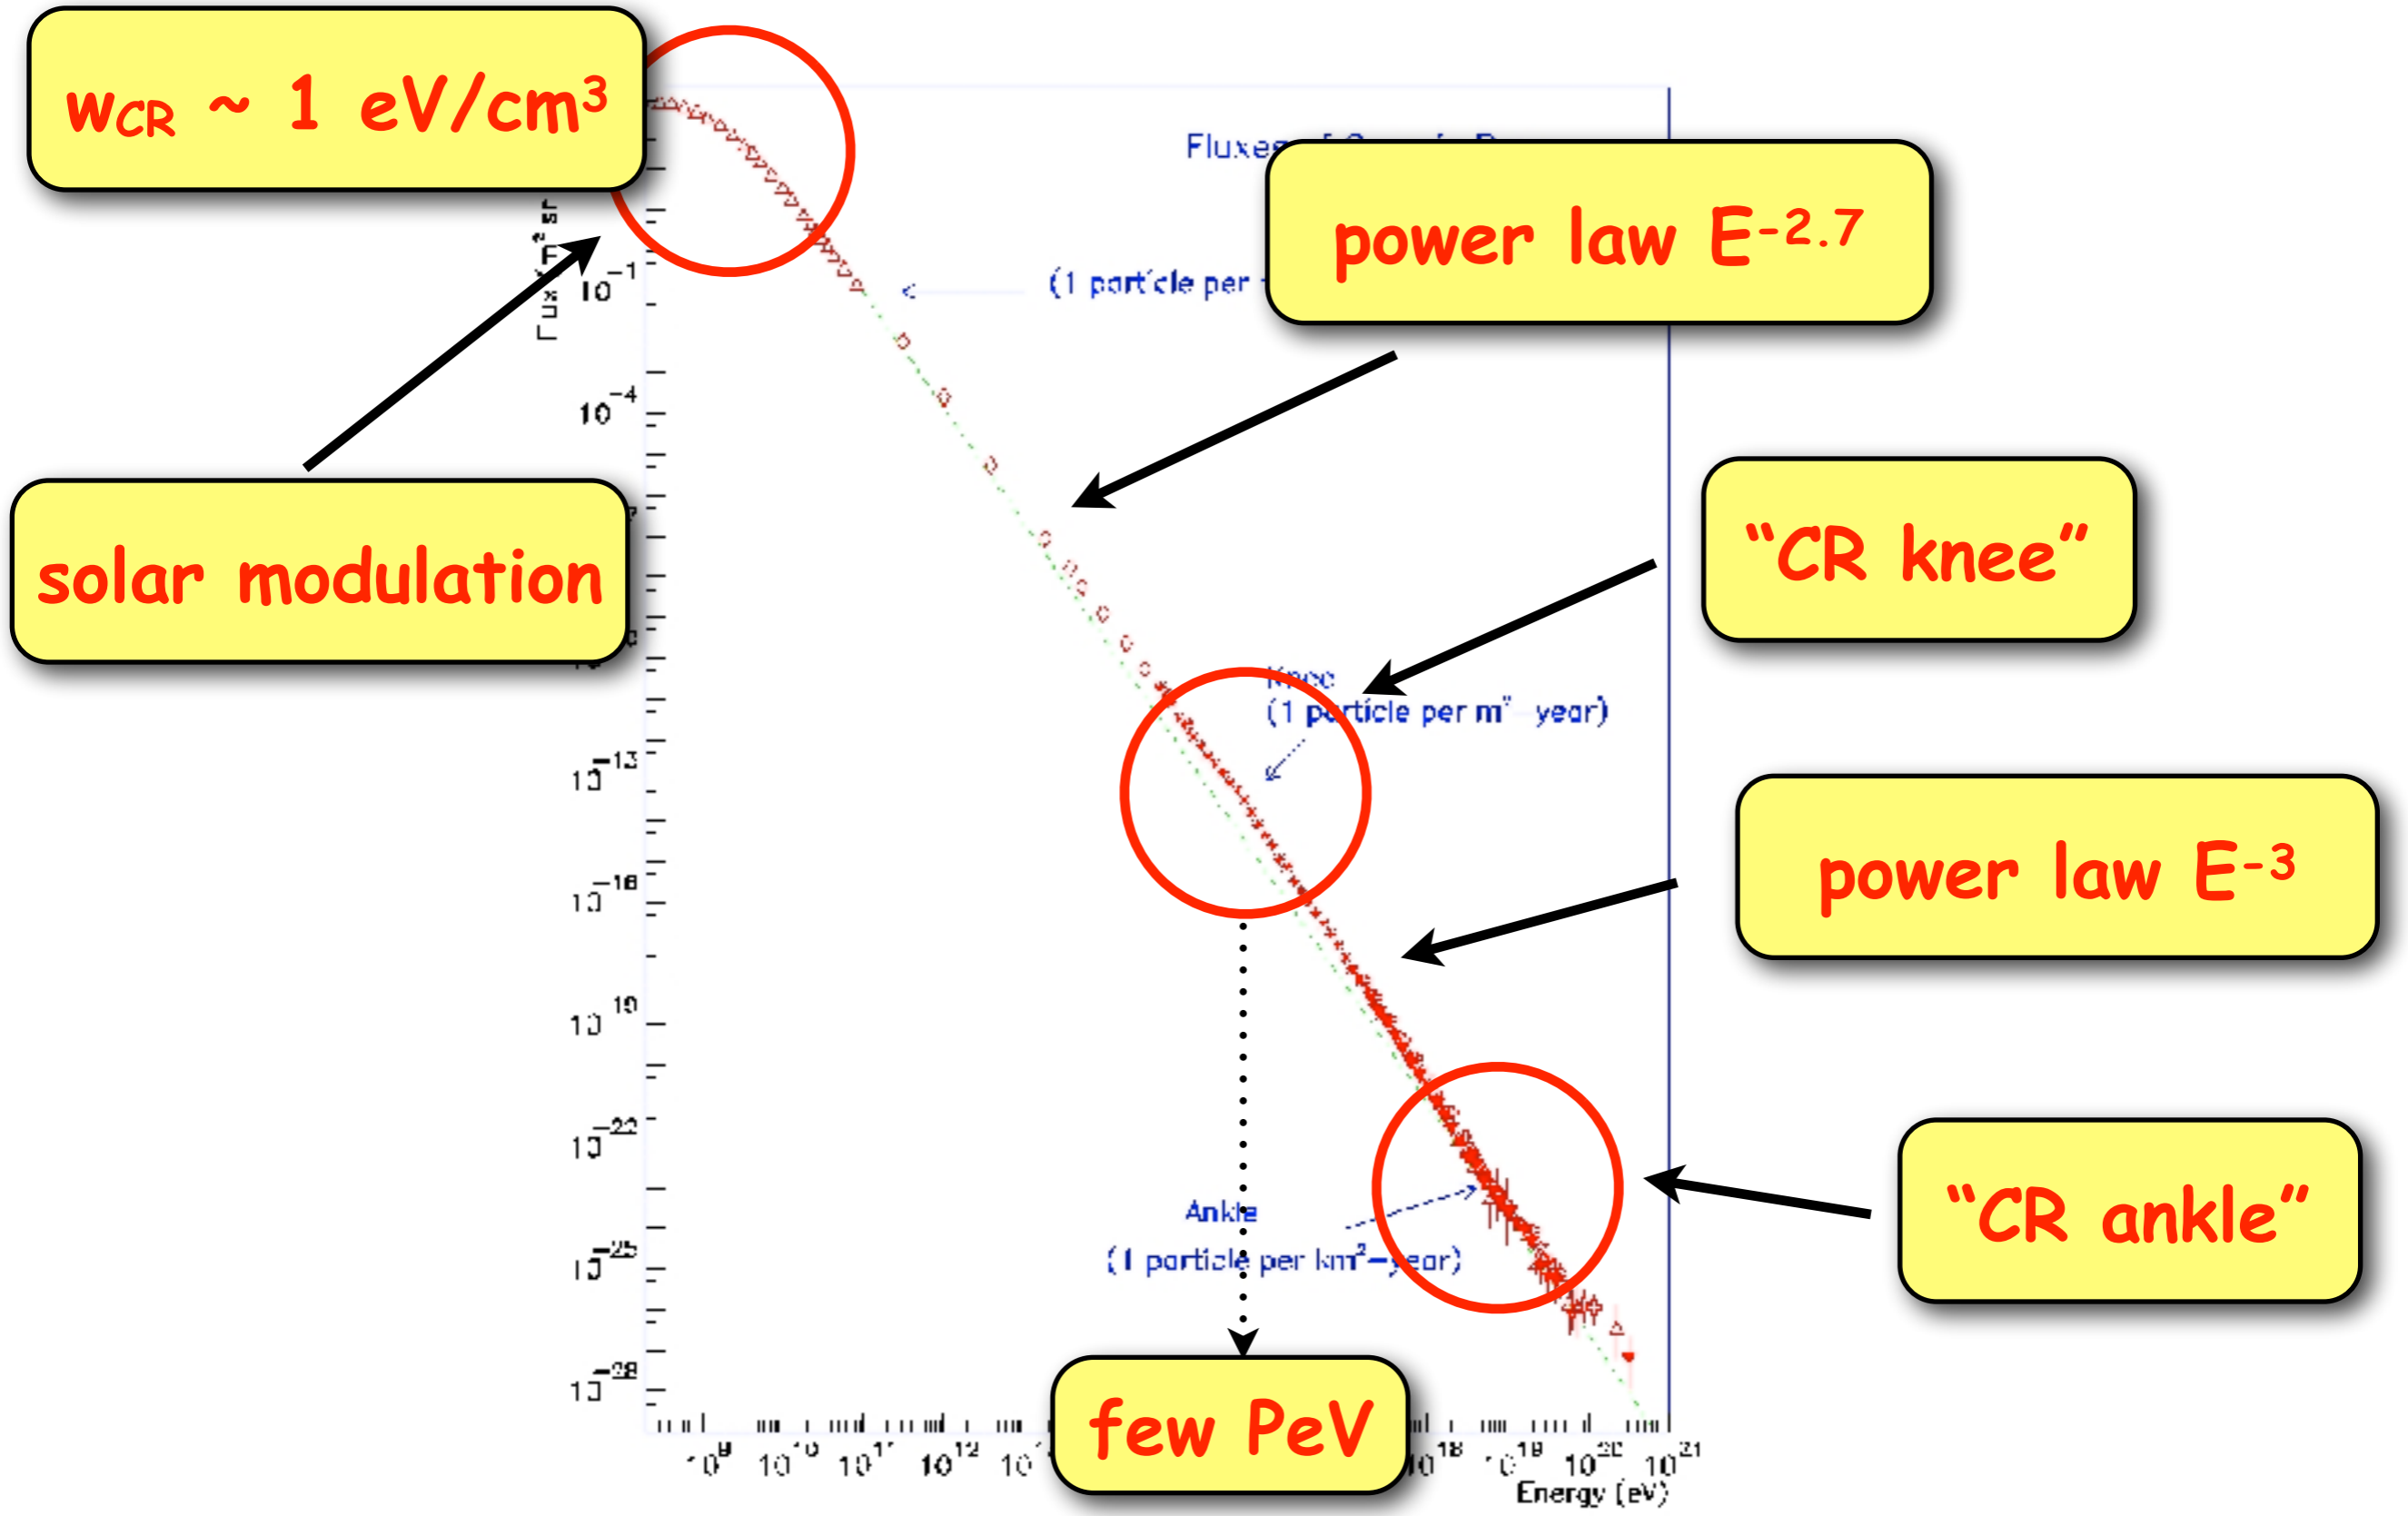 w_CR ~ 1 eV/cm³
Fluxes
power law E⁻²·⁷
(1 particle per
10⁻¹
10⁻⁴
solar modulation
“CR knee”
Knee
(1 particle per m²–year)
10⁻¹³
power law E⁻³
10⁻¹⁶
10⁻¹⁹
10⁻²²
Ankle
“CR ankle”
(1 particle per km²–year)
10⁻²⁵
10⁻²⁸
few PeV
10⁹ 10¹⁰ 10¹¹ 10¹² 10¹⁸ 10¹⁹ 10²⁰ 10²¹
Energy (eV)